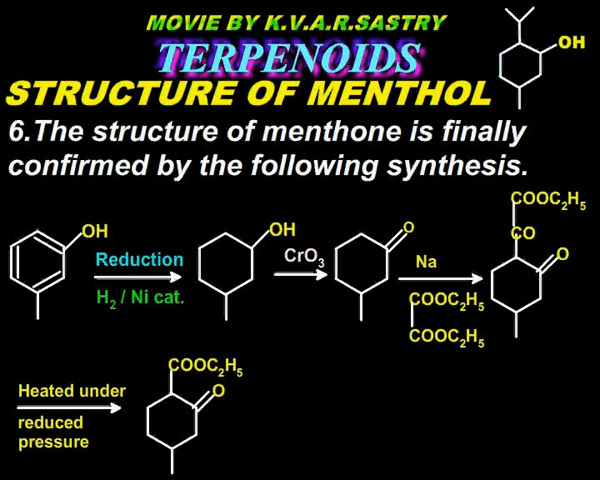 MOVIE BY K.V.A.R.SASTRY
TERPENOIDS
OH
STRUCTURE OF MENTHOL
6.The structure of menthone is finally
confirmed by the following synthesis.
OH
Reduction
H₂ / Ni cat.
OH
CrO₃
O
Na
COOC₂H₅
COOC₂H₅
COOC₂H₅
CO
O
Heated under
reduced
pressure
COOC₂H₅
O